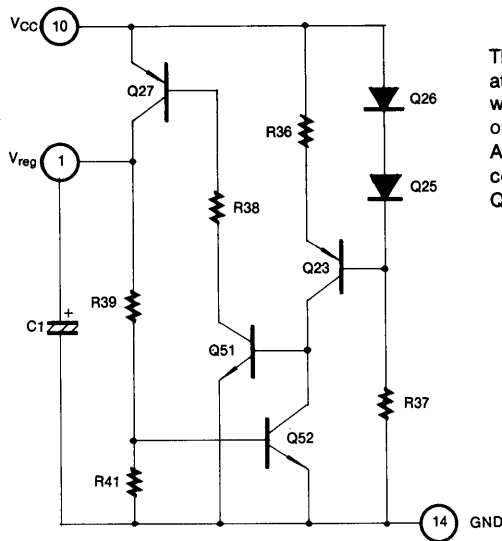 VCC 10
Q27
Q26
R36
Vreg 1
Q25
R38
Q23
R39
C1 +
Q51
R37
Q52
R41
14 GND
T
at
w
o
A
c
Q